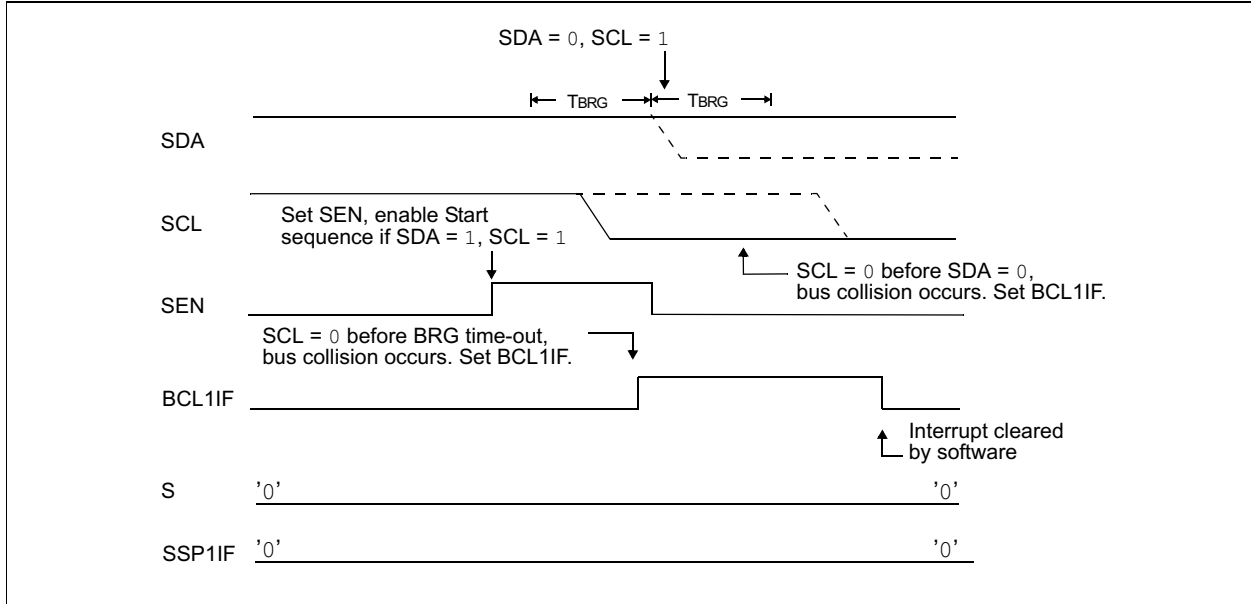 SDA = 0, SCL = 1
TBRG TBRG
SDA
SCL
Set SEN, enable Start
sequence if SDA = 1, SCL = 1
SCL = 0 before SDA = 0,
bus collision occurs. Set BCL1IF.
SEN
SCL = 0 before BRG time-out,
bus collision occurs. Set BCL1IF.
BCL1IF
Interrupt cleared
by software
S '0' '0'
SSP1IF '0' '0'